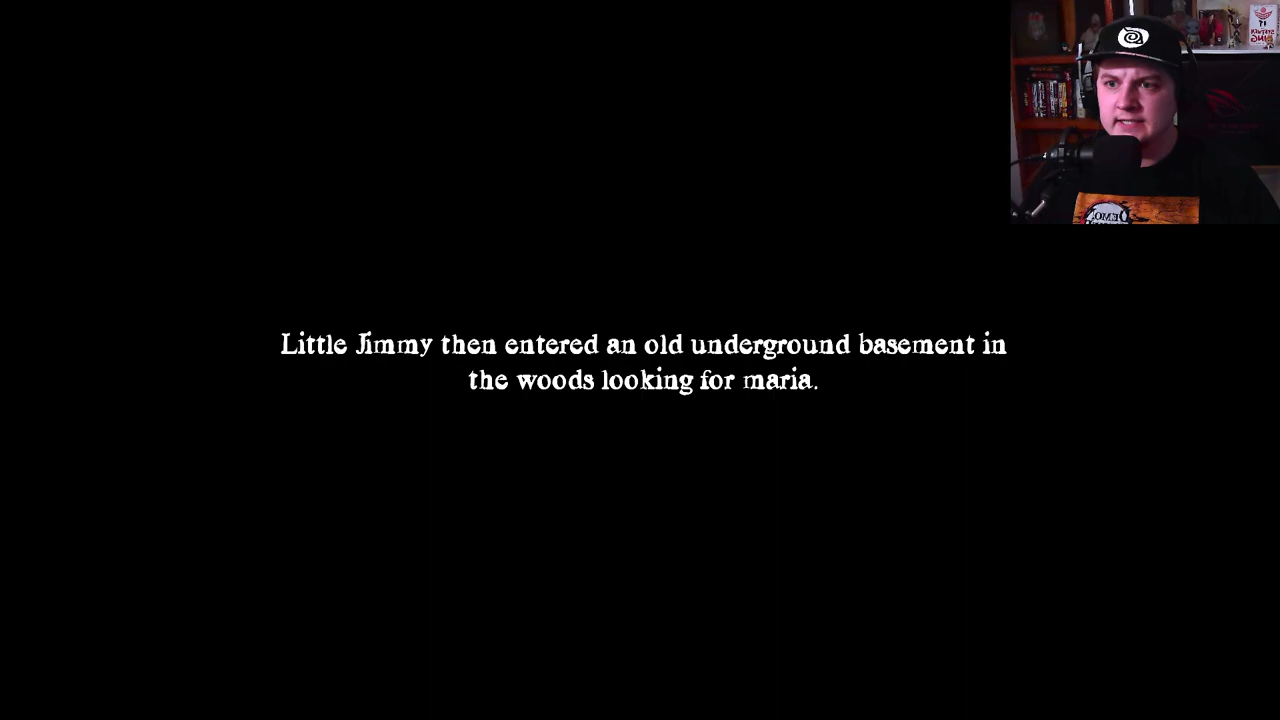 Little Jimmy then entered an old underground basement in
the woods looking for maria.